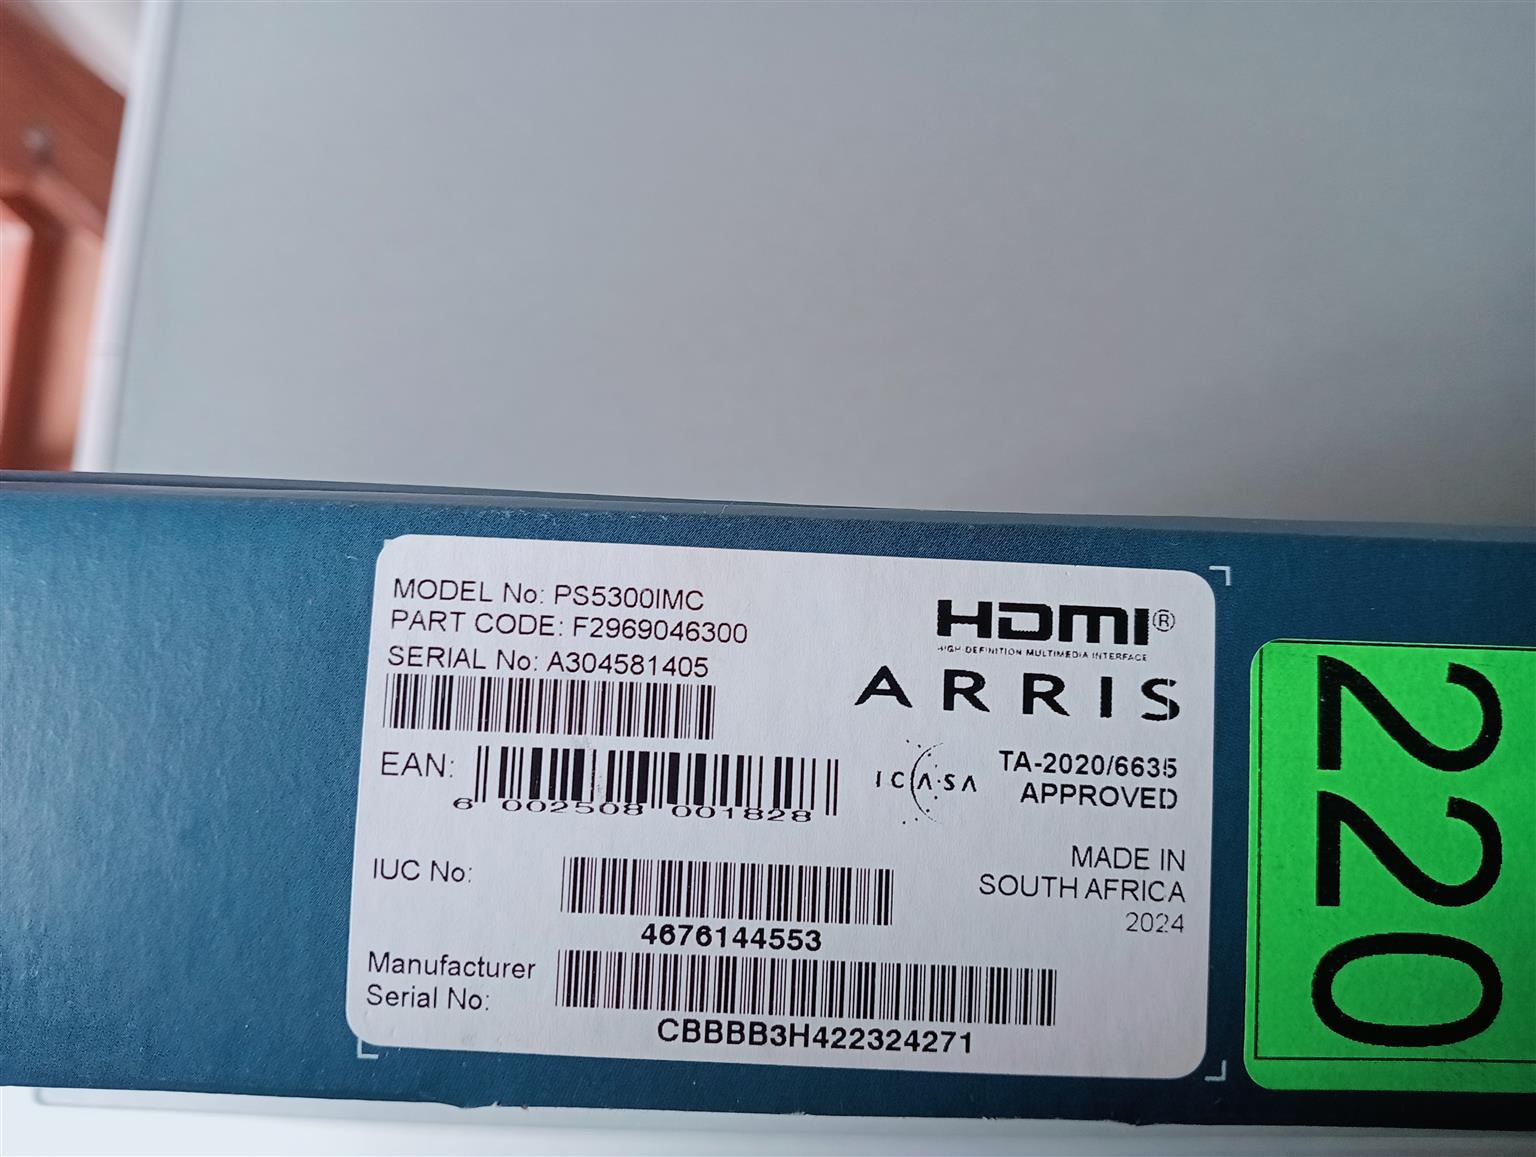 MODEL No: PS5300IMC
PART CODE: F2969046300
SERIAL No: A304581405
HDMI®
HIGH-DEFINITION MULTIMEDIA INTERFACE
ARRIS
EAN:
6 002508 001828
ICASA
TA-2020/6635
APPROVED
IUC No:
4676144553
MADE IN
SOUTH AFRICA
2024
Manufacturer
Serial No:
CBBBB3H422324271
220